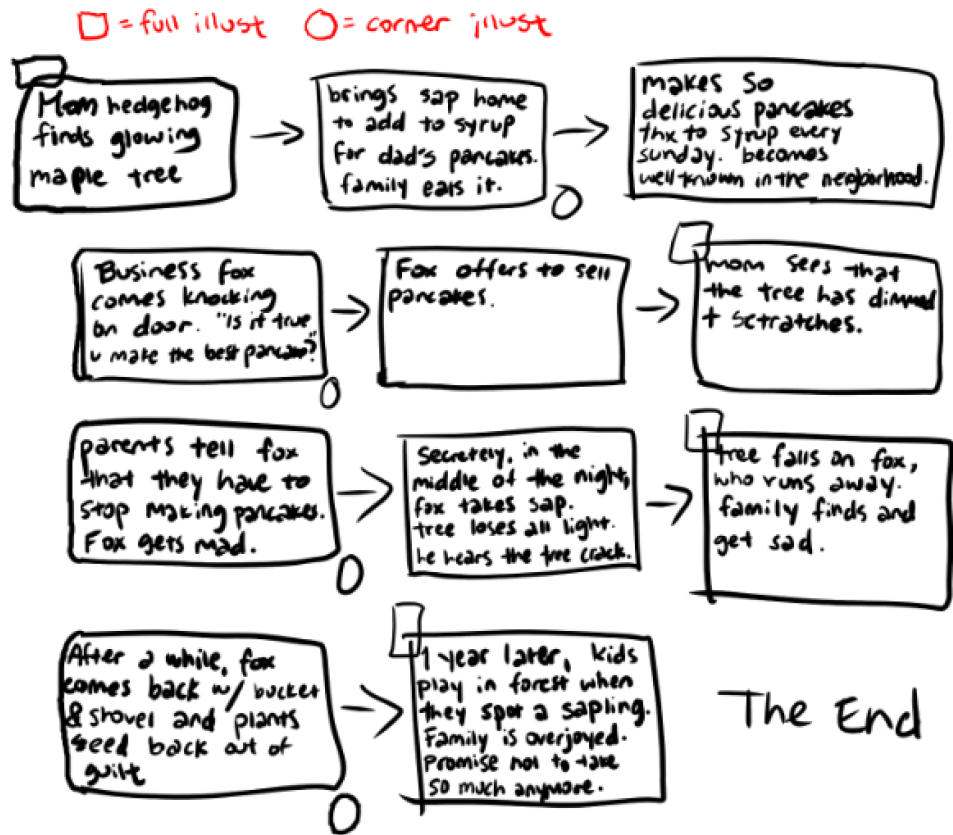 = full illust = corner illust
Mom hedgehog
finds glowing
maple tree
brings sap home
to add to syrup
for dad's pancakes.
family eats it.
makes so
delicious pancakes
thx to syrup every
sunday. becomes
well known in the neigborhood.
Business fox
comes knocking
on door. "Is it true
u make the best pancake?"
Fox offers to sell
pancakes.
mom sees that
the tree has dimmed
+ sctratches.
parents tell fox
that they have to
stop making pancakes.
Fox gets mad.
Secretely, in the
middle of the night,
fox takes sap.
tree loses all light.
he hears the tree crack.
tree falls on fox,
who runs away.
family finds and
get sad.
After a while, fox
comes back w/ bucket
& shovel and plants
seed back out of
guilt
1 year later, kids
play in forest when
they spot a sapling.
Family is overjoyed.
promise not to take
so much anymore.
The End